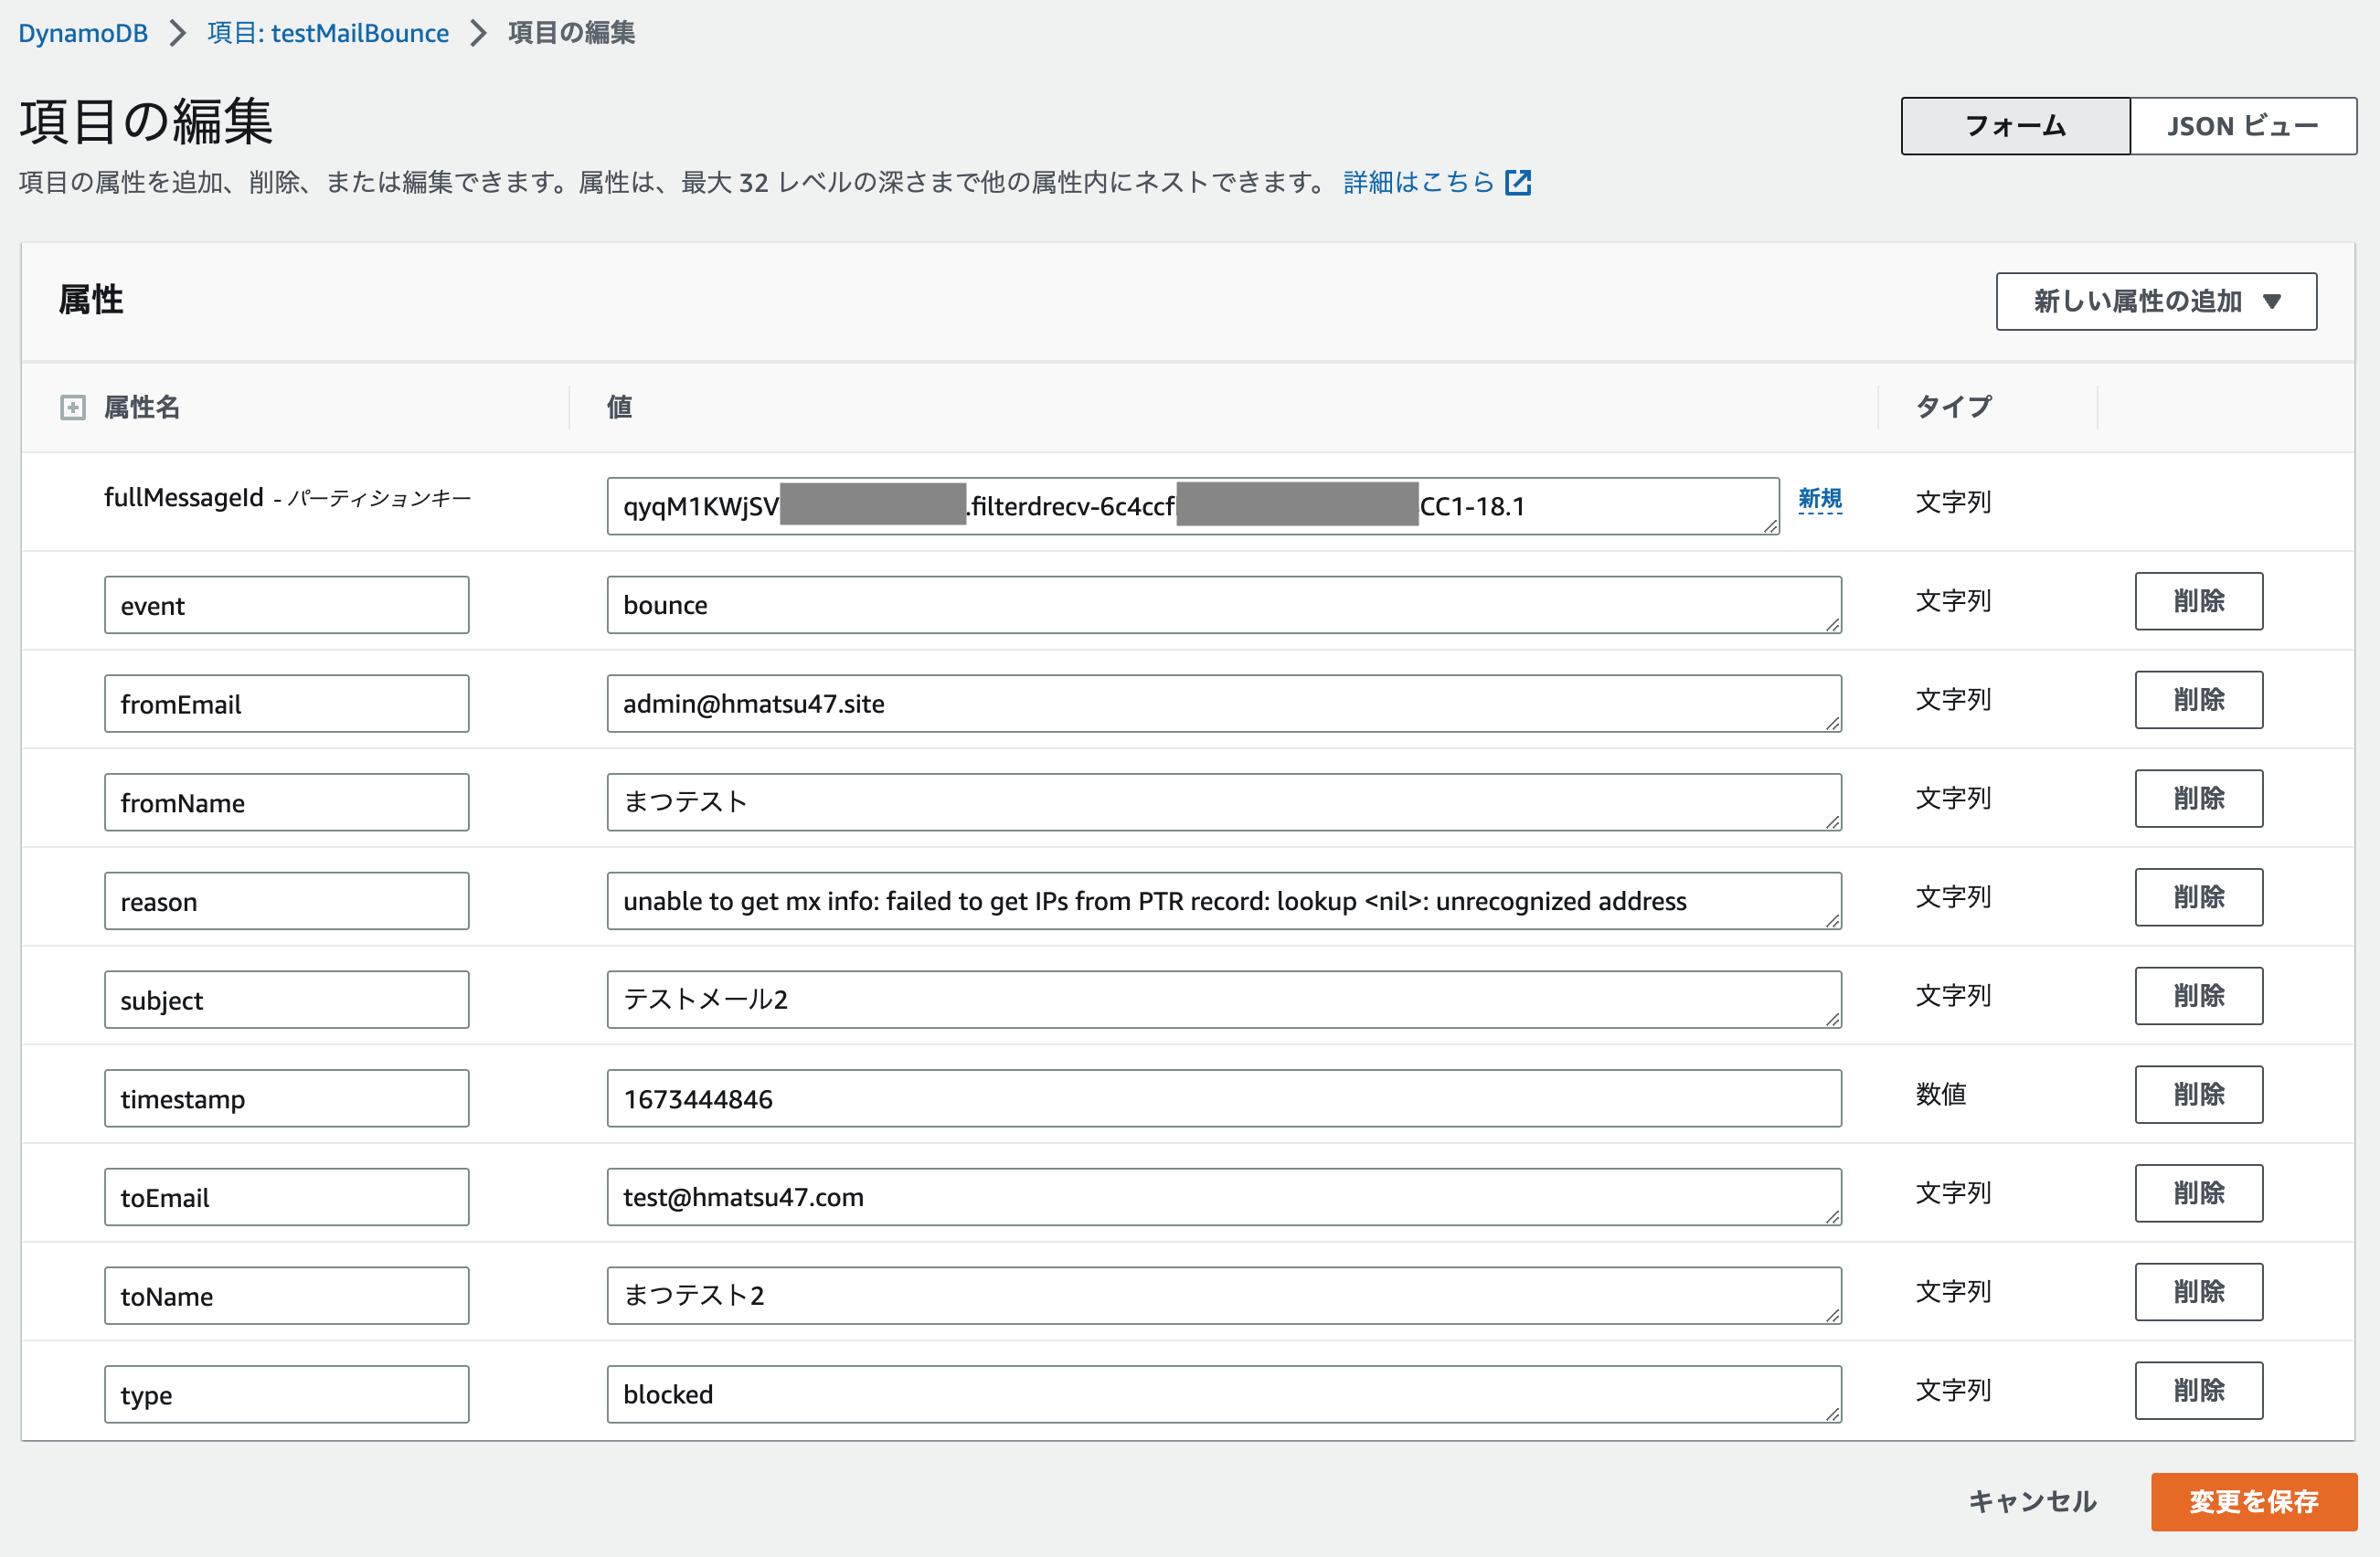 DynamoDB > 項目: testMailBounce > 項目の編集
項目の編集
フォーム JSON ビュー
項目の属性を追加、削除、または編集できます。属性は、最大 32 レベルの深さまで他の属性内にネストできます。 詳細はこちら
属性
新しい属性の追加
属性名 値 タイプ
fullMessageId - パーティションキー qyqM1KWjSV .filterdrecv-6c4ccf CC1-18.1 新規 文字列
event bounce 文字列 削除
fromEmail admin@hmatsu47.site 文字列 削除
fromName まつテスト 文字列 削除
reason unable to get mx info: failed to get IPs from PTR record: lookup <nil>: unrecognized address 文字列 削除
subject テストメール2 文字列 削除
timestamp 1673444846 数値 削除
toEmail test@hmatsu47.com 文字列 削除
toName まつテスト2 文字列 削除
type blocked 文字列 削除
キャンセル 変更を保存